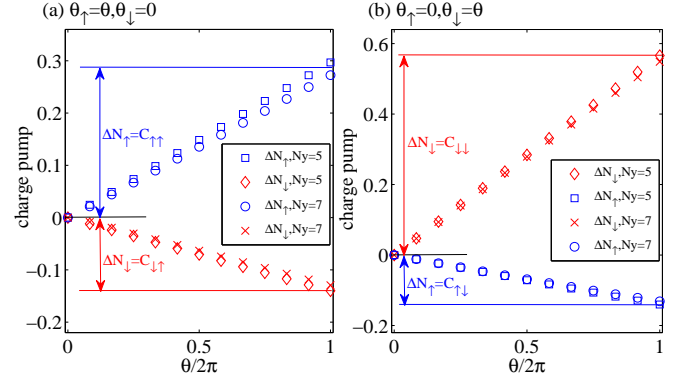 (a) θ↑=θ,θ↓=0
charge pump
0.3
0.2
0.1
0
−0.1
−0.2
ΔN↑=C↑↑
ΔN↓=C↓↑
ΔN↑,Ny=5
ΔN↓,Ny=5
ΔN↑,Ny=7
ΔN↓,Ny=7
0
0.5
1
θ/2π
(b) θ↑=0,θ↓=θ
charge pump
0.6
0.4
0.2
0
−0.2
ΔN↓=C↓↓
ΔN↑=C↑↓
ΔN↓,Ny=5
ΔN↑,Ny=5
ΔN↓,Ny=7
ΔN↑,Ny=7
0
0.5
1
θ/2π